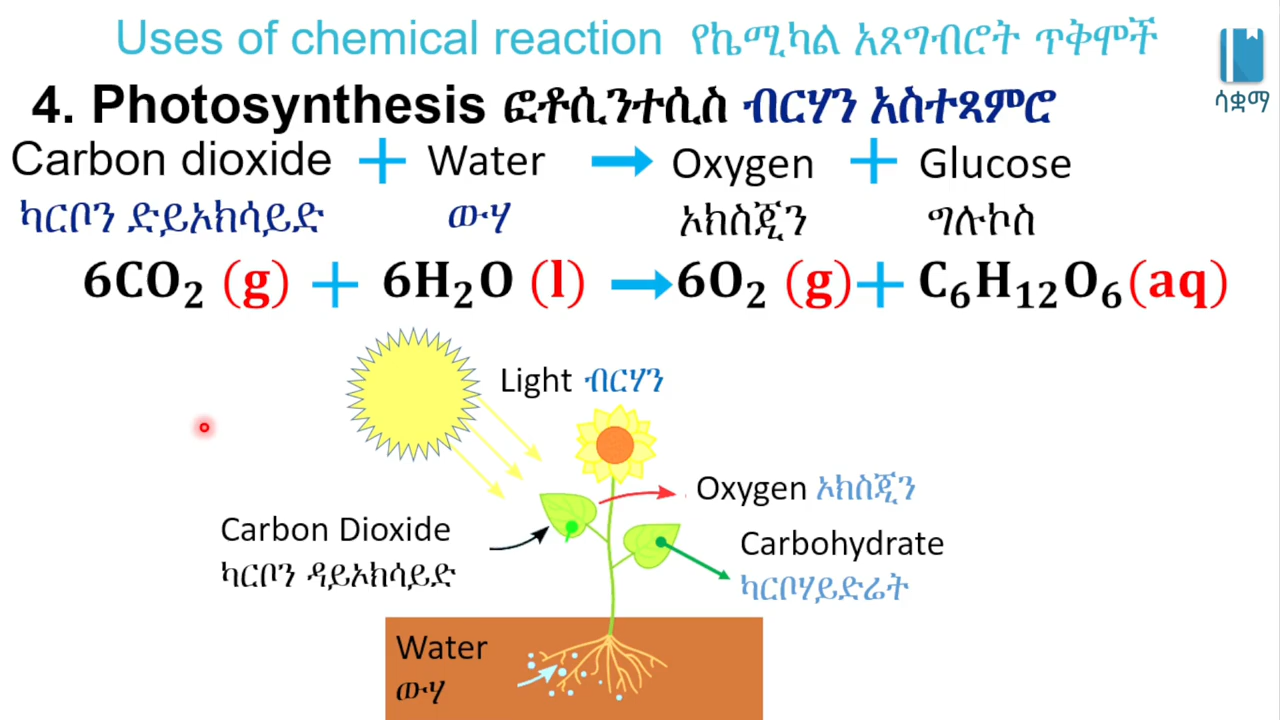 Uses of chemical reaction የኬሚካል አጸግብሮት ጥቅሞች
ሳቋማ
4. Photosynthesis ፎቶሲንተሲስ ብርሃን አስተጻምሮ
Carbon dioxide + Water → Oxygen + Glucose
ካርቦን ድይኦክሳይድ ውሃ ኦክስጂን ግሉኮስ
6CO₂ (g) + 6H₂O (l) → 6O₂ (g) + C₆H₁₂O₆(aq)
Light ብርሃን
Oxygen ኦክስጂን
Carbon Dioxide
ካርቦን ዳይኦክሳይድ
Carbohydrate
ካርቦሃይድሬት
Water
ውሃ